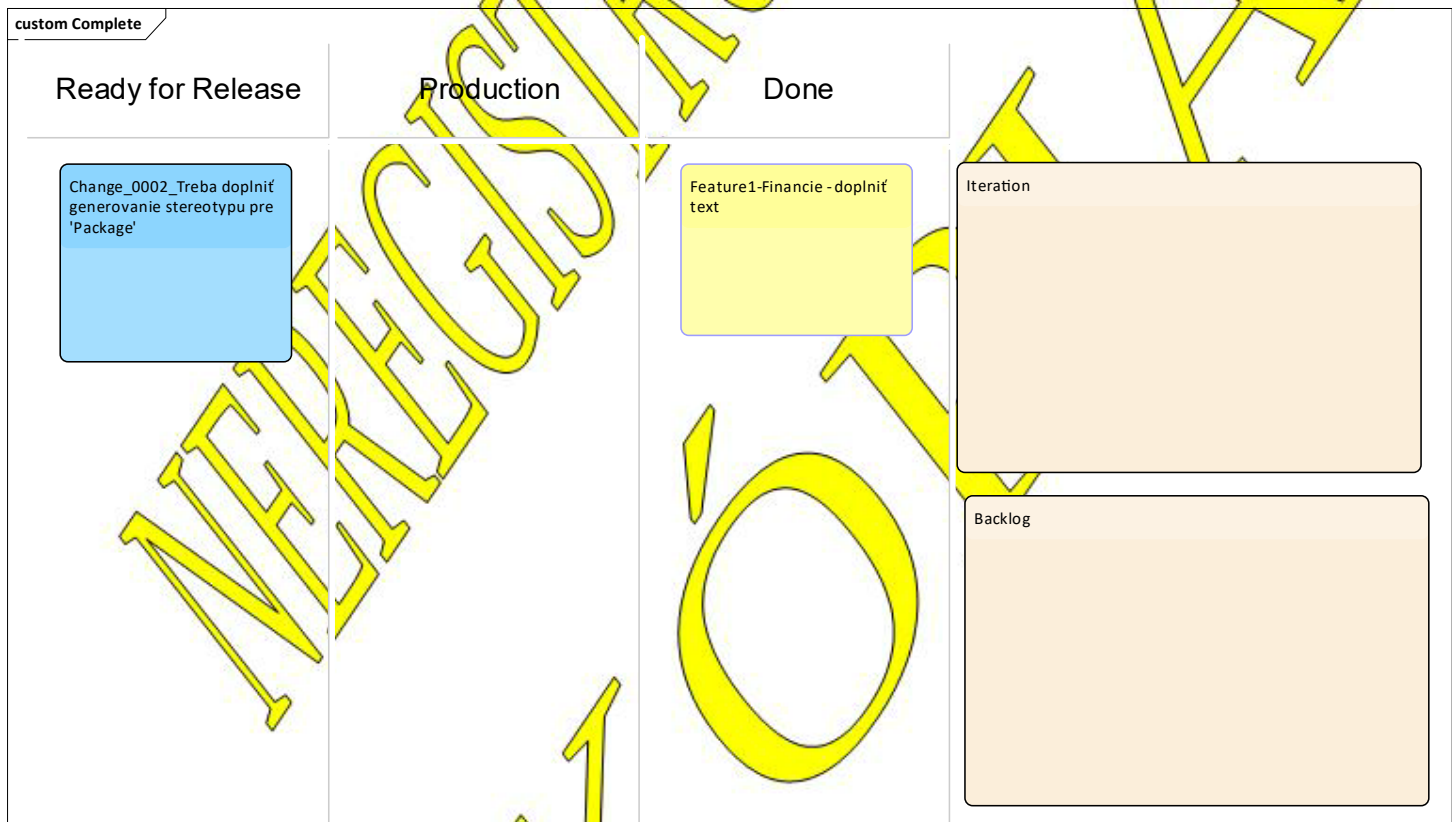 custom Complete
Ready for Release
Production
Done
Change_0002_Treba doplniť
generovanie stereotypu pre
'Package'
Feature1-Financie - doplniť
text
Iteration
Backlog